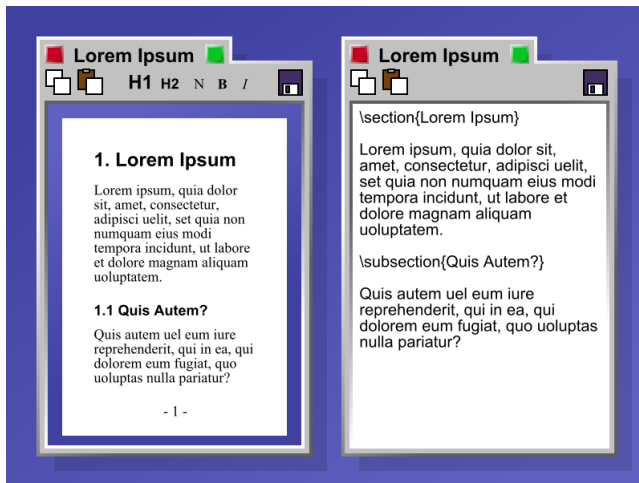 Lorem Ipsum
H1 H2 N B I
1. Lorem Ipsum
Lorem ipsum, quia dolor
sit, amet, consectetur,
adipisci uelit, set quia non
numquam eius modi
tempora incidunt, ut labore
et dolore magnam aliquam
uoluptatem.
1.1 Quis Autem?
Quis autem uel eum iure
reprehenderit, qui in ea, qui
dolorem eum fugiat, quo
uoluptas nulla pariatur?
- 1 -
Lorem Ipsum
\section{Lorem Ipsum}
Lorem ipsum, quia dolor sit,
amet, consectetur, adipisci uelit,
set quia non numquam eius modi
tempora incidunt, ut labore et
dolore magnam aliquam
uoluptatem.
\subsection{Quis Autem?}
Quis autem uel eum iure
reprehenderit, qui in ea, qui
dolorem eum fugiat, quo uoluptas
nulla pariatur?